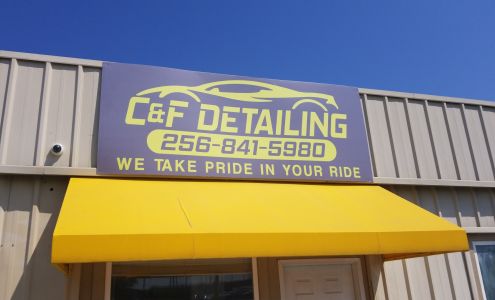 C&F DETAILING
256-841-5980
WE TAKE PRIDE IN YOUR RIDE